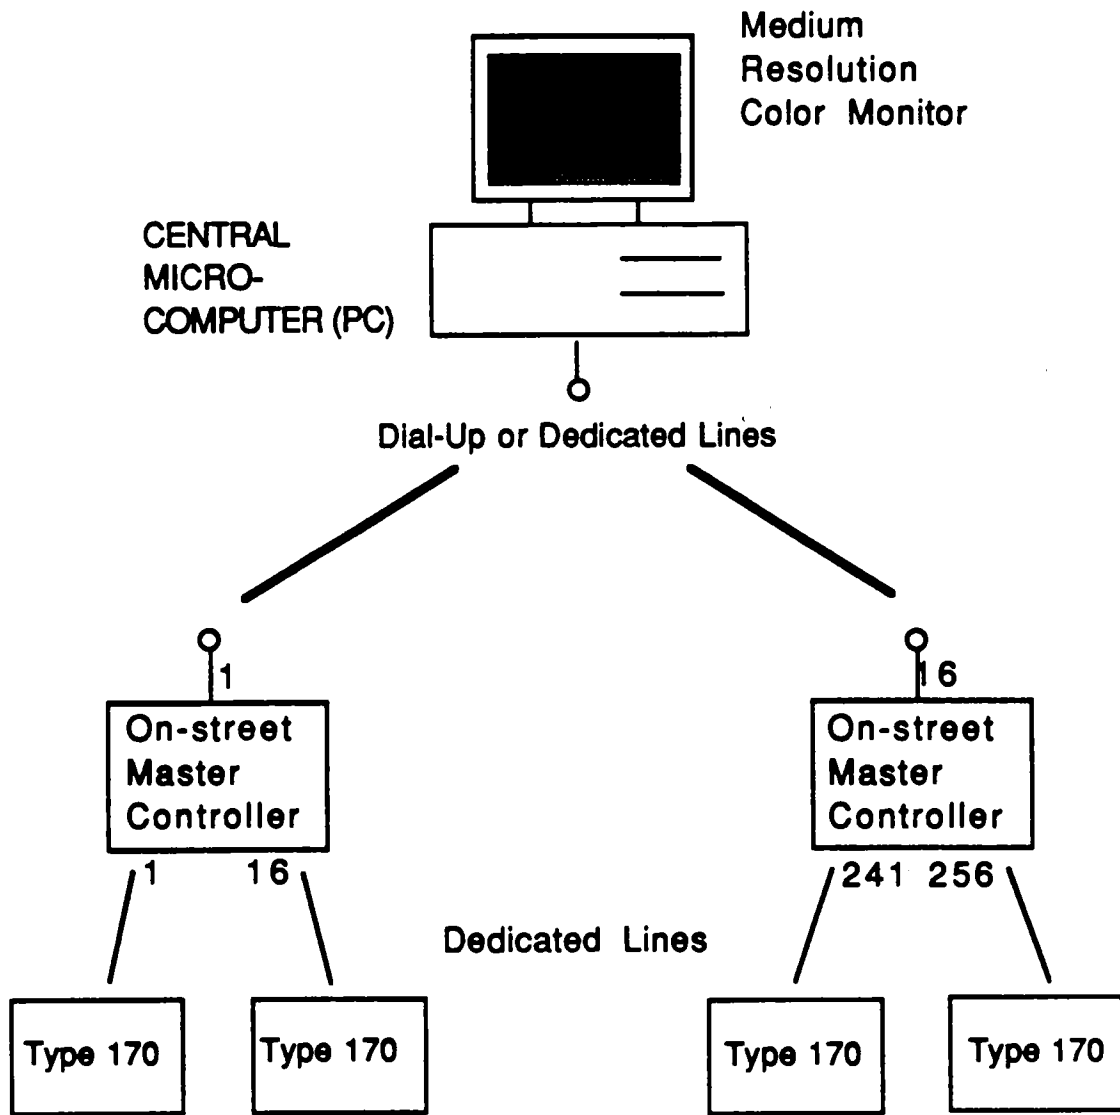 Medium
Resolution
Color Monitor
CENTRAL
MICRO-
COMPUTER (PC)
Dial-Up or Dedicated Lines
1
16
On-street
Master
Controller
On-street
Master
Controller
1 16
241 256
Dedicated Lines
Type 170
Type 170
Type 170
Type 170